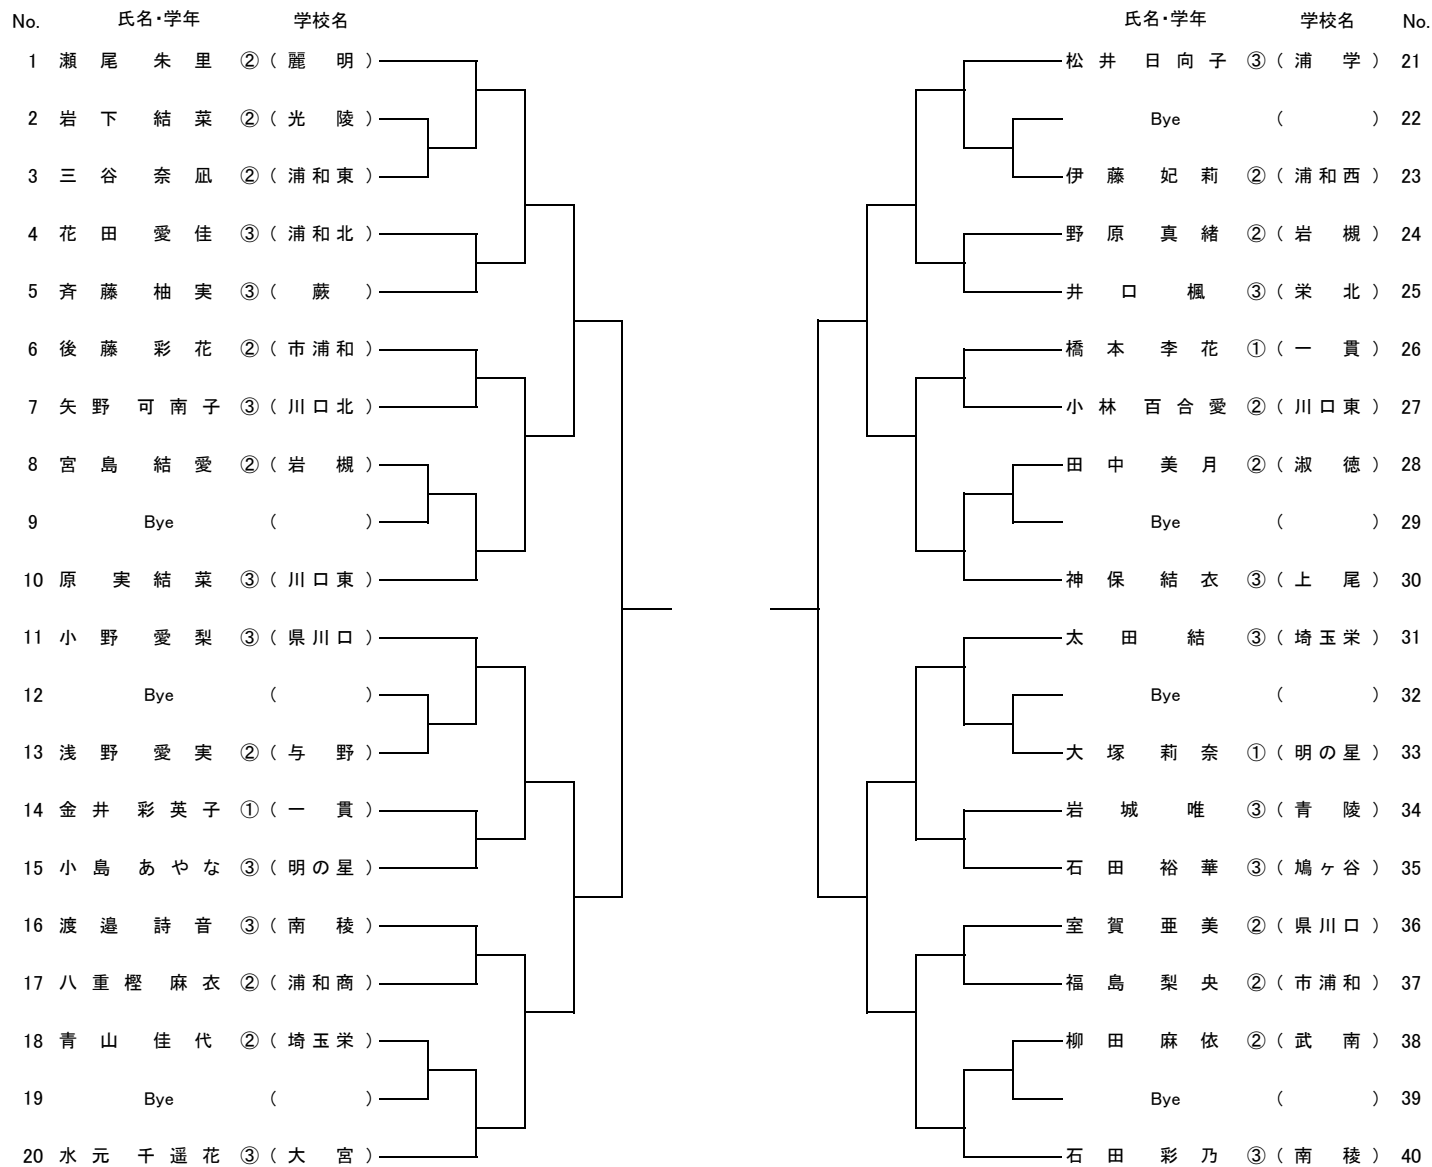 No. 氏名・学年 学校名 氏名・学年 学校名 No.
1 瀬尾 朱里 ②(麗 明) 松井 日向子 ③(浦 学) 21
2 岩下 結菜 ②(光 陵) Bye ( ) 22
3 三谷 奈凪 ②(浦和東) 伊藤 妃莉 ②(浦和西) 23
4 花田 愛佳 ③(浦和北) 野原 真緒 ②(岩 槻) 24
5 斉藤 柚実 ③(蕨) 井口 楓 ③(栄 北) 25
6 後藤 彩花 ②(市浦和) 橋本 李花 ①(一 貫) 26
7 矢野 可南子 ③(川口北) 小林 百合愛 ②(川口東) 27
8 宮島 結愛 ②(岩 槻) 田中 美月 ②(淑 徳) 28
9 Bye ( ) Bye ( ) 29
10 原 実結菜 ③(川口東) 神保 結衣 ③(上 尾) 30
11 小野 愛梨 ③(県川口) 太田 結 ③(埼玉栄) 31
12 Bye ( ) Bye ( ) 32
13 浅野 愛実 ②(与 野) 大塚 莉奈 ①(明の星) 33
14 金井 彩英子 ①(一 貫) 岩城 唯 ③(青 陵) 34
15 小島 あやな ③(明の星) 石田 裕華 ③(鳩ヶ谷) 35
16 渡邉 詩音 ③(南 稜) 室賀 亜美 ②(県川口) 36
17 八重樫 麻衣 ②(浦和商) 福島 梨央 ②(市浦和) 37
18 青山 佳代 ②(埼玉栄) 柳田 麻依 ②(武 南) 38
19 Bye ( ) Bye ( ) 39
20 水元 千遥花 ③(大 宮) 石田 彩乃 ③(南 稜) 40